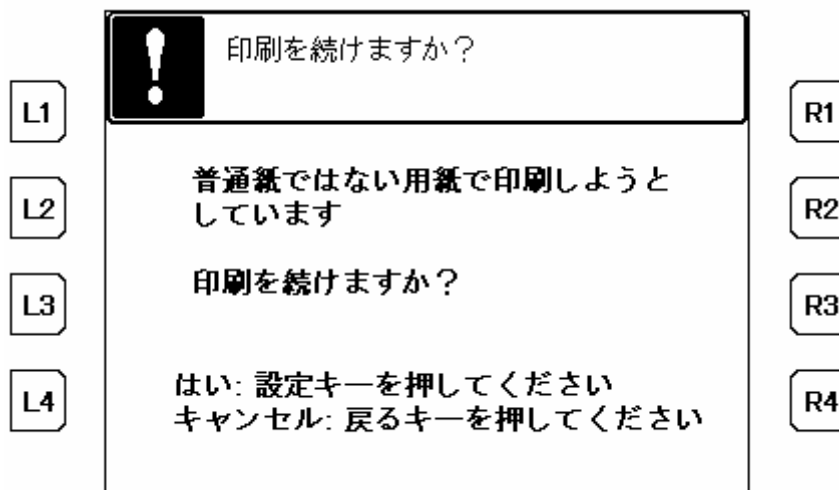 印刷を続けますか？
L1
R1
普通紙ではない用紙で印刷しようと
しています
L2
R2
印刷を続けますか？
L3
R3
はい: 設定キーを押してください
キャンセル: 戻るキーを押してください
L4
R4